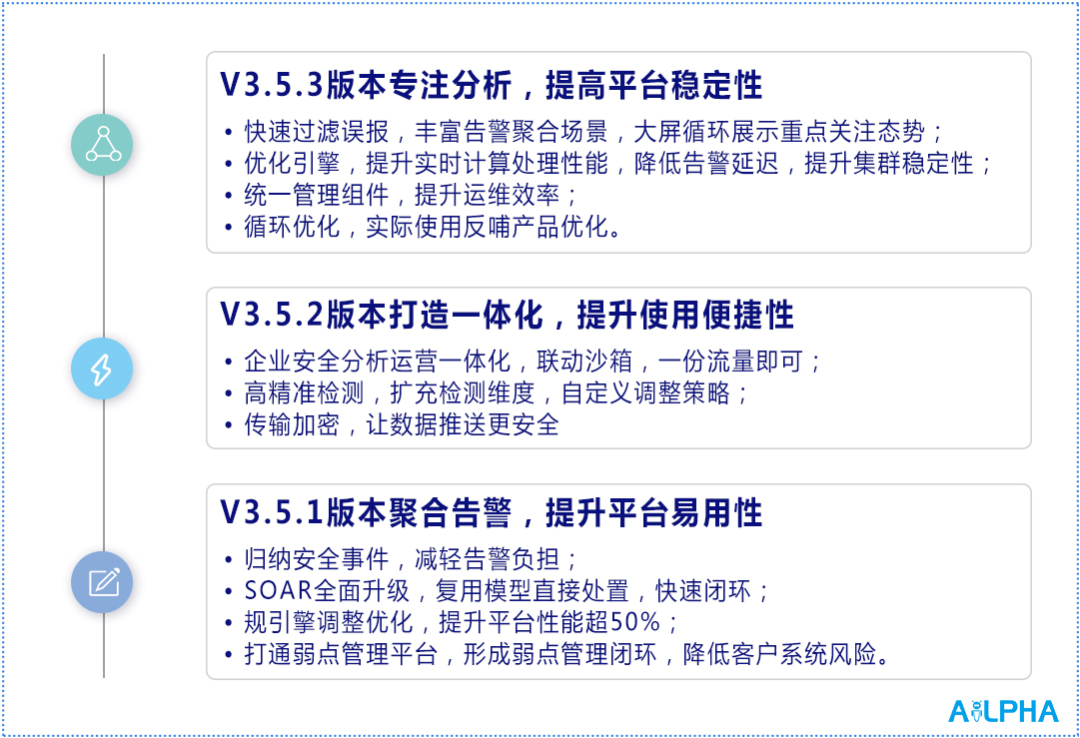 V3.5.3版本专注分析，提高平台稳定性
• 快速过滤误报，丰富告警聚合场景，大屏循环展示重点关注态势；
• 优化引擎，提升实时计算处理性能，降低告警延迟，提升集群稳定性；
• 统一管理组件，提升运维效率；
• 循环优化，实际使用反哺产品优化。
V3.5.2版本打造一体化，提升使用便捷性
• 企业安全分析运营一体化，联动沙箱，一份流量即可；
• 高精准检测，扩充检测维度，自定义调整策略；
• 传输加密，让数据推送更安全
V3.5.1版本聚合告警，提升平台易用性
• 归纳安全事件，减轻告警负担；
• SOAR全面升级，复用模型直接处置，快速闭环；
• 规引擎调整优化，提升平台性能超50%；
• 打通弱点管理平台，形成弱点管理闭环，降低客户系统风险。
AiLPHA